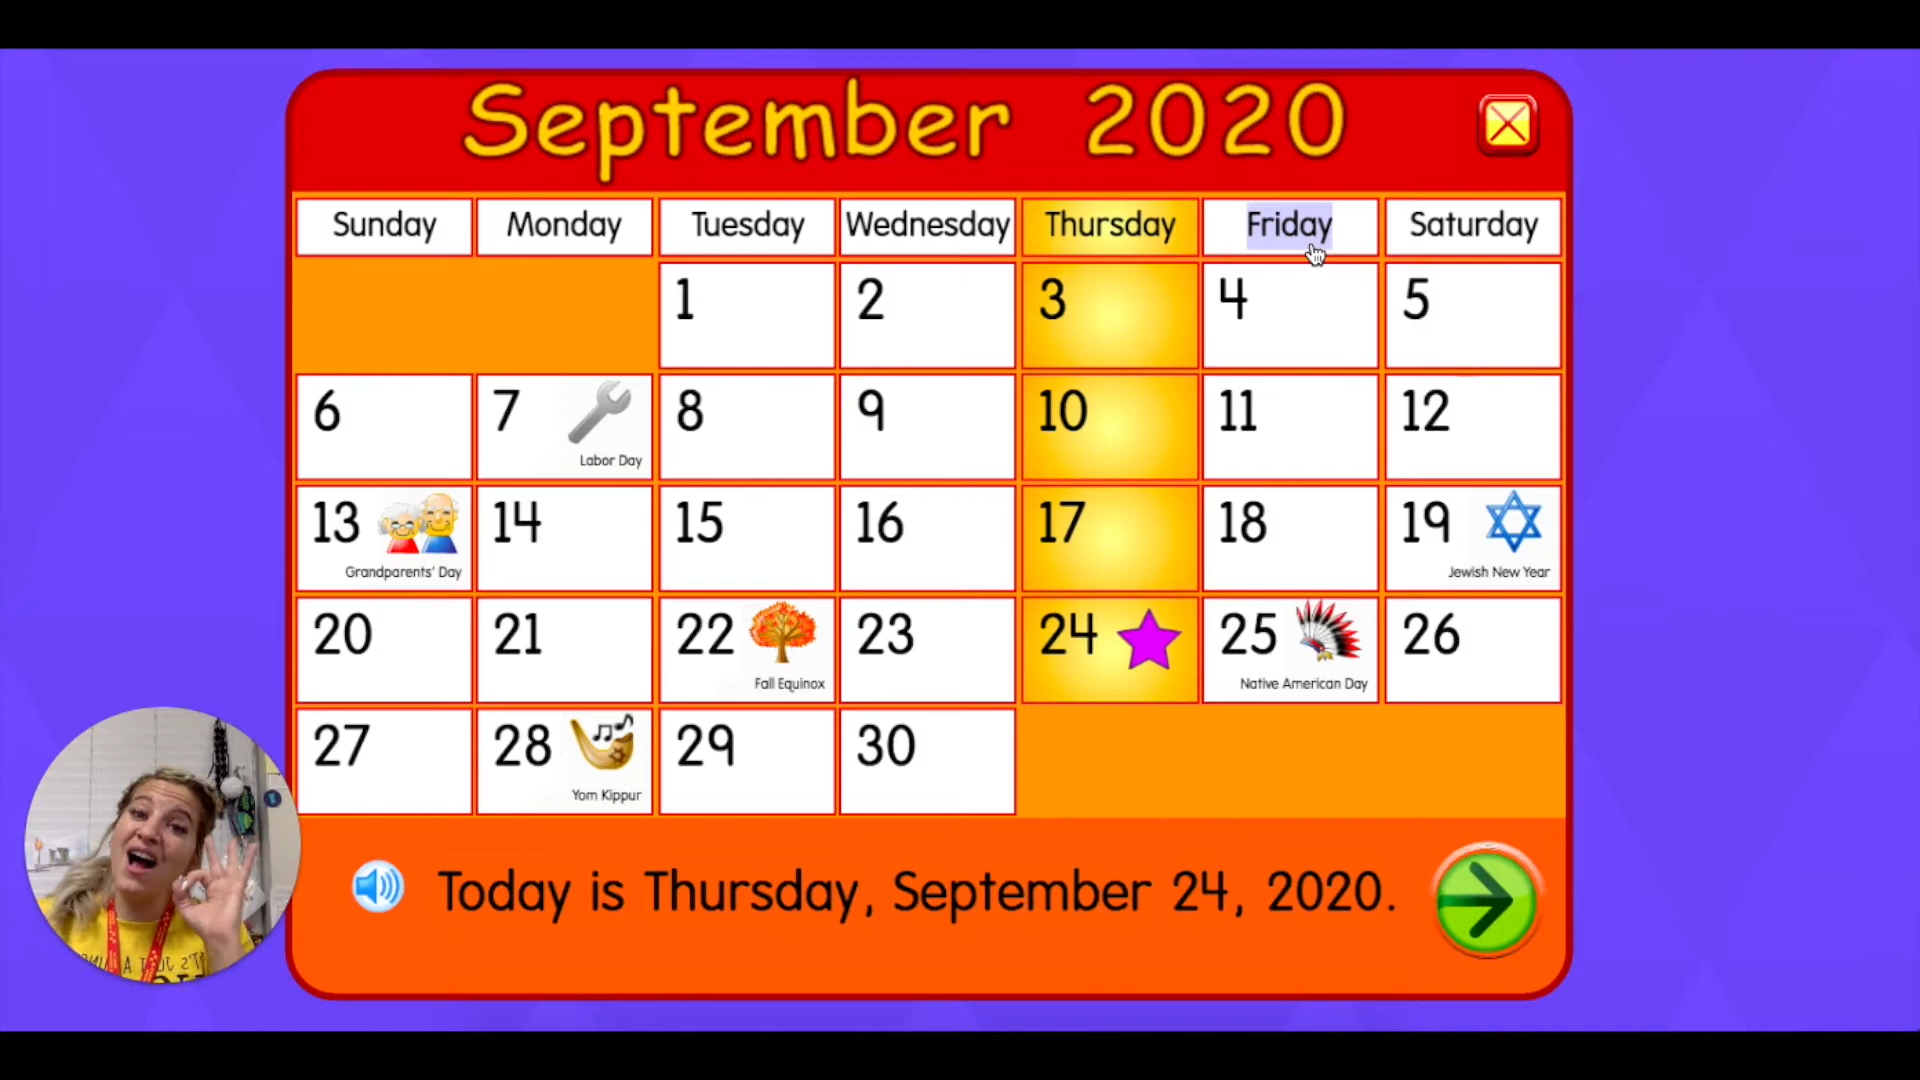 September 2020
Sunday Monday Tuesday Wednesday Thursday Friday Saturday
1 2 3 4 5
6 7 8 9 10 11 12
Labor Day
13 14 15 16 17 18 19
Grandparents' Day Jewish New Year
20 21 22 23 24 25 26
Fall Equinox Native American Day
27 28 29 30
Yom Kippur
Today is Thursday, September 24, 2020.
IT'S JUST A